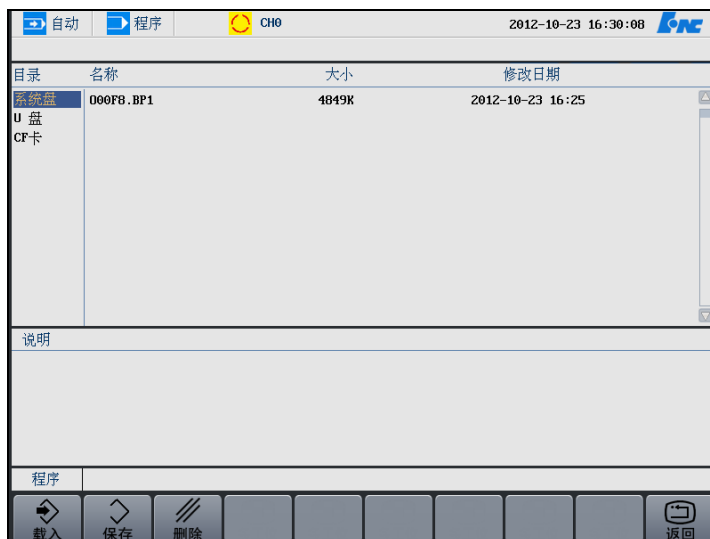 自动 程序 CH0 2012-10-23 16:30:08 HNC
目录 名称 大小 修改日期
系统盘 O00F8.BP1 4849K 2012-10-23 16:25
U 盘
CF卡
说明
程序
载入 保存 删除 返回